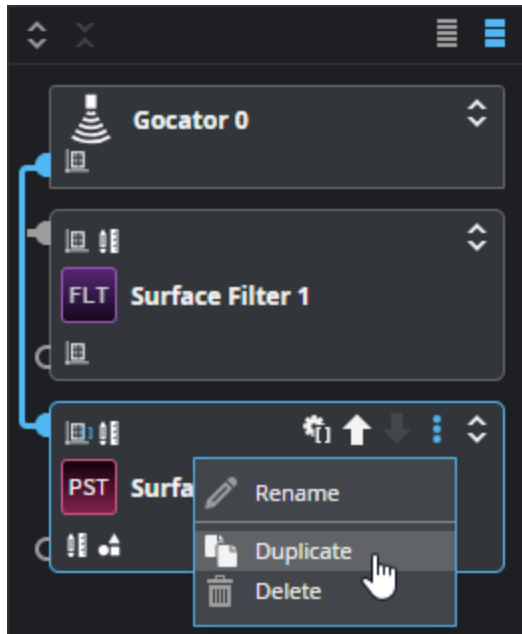 Gocator 0
FLT Surface Filter 1
PST Surfa
Rename
Duplicate
Delete